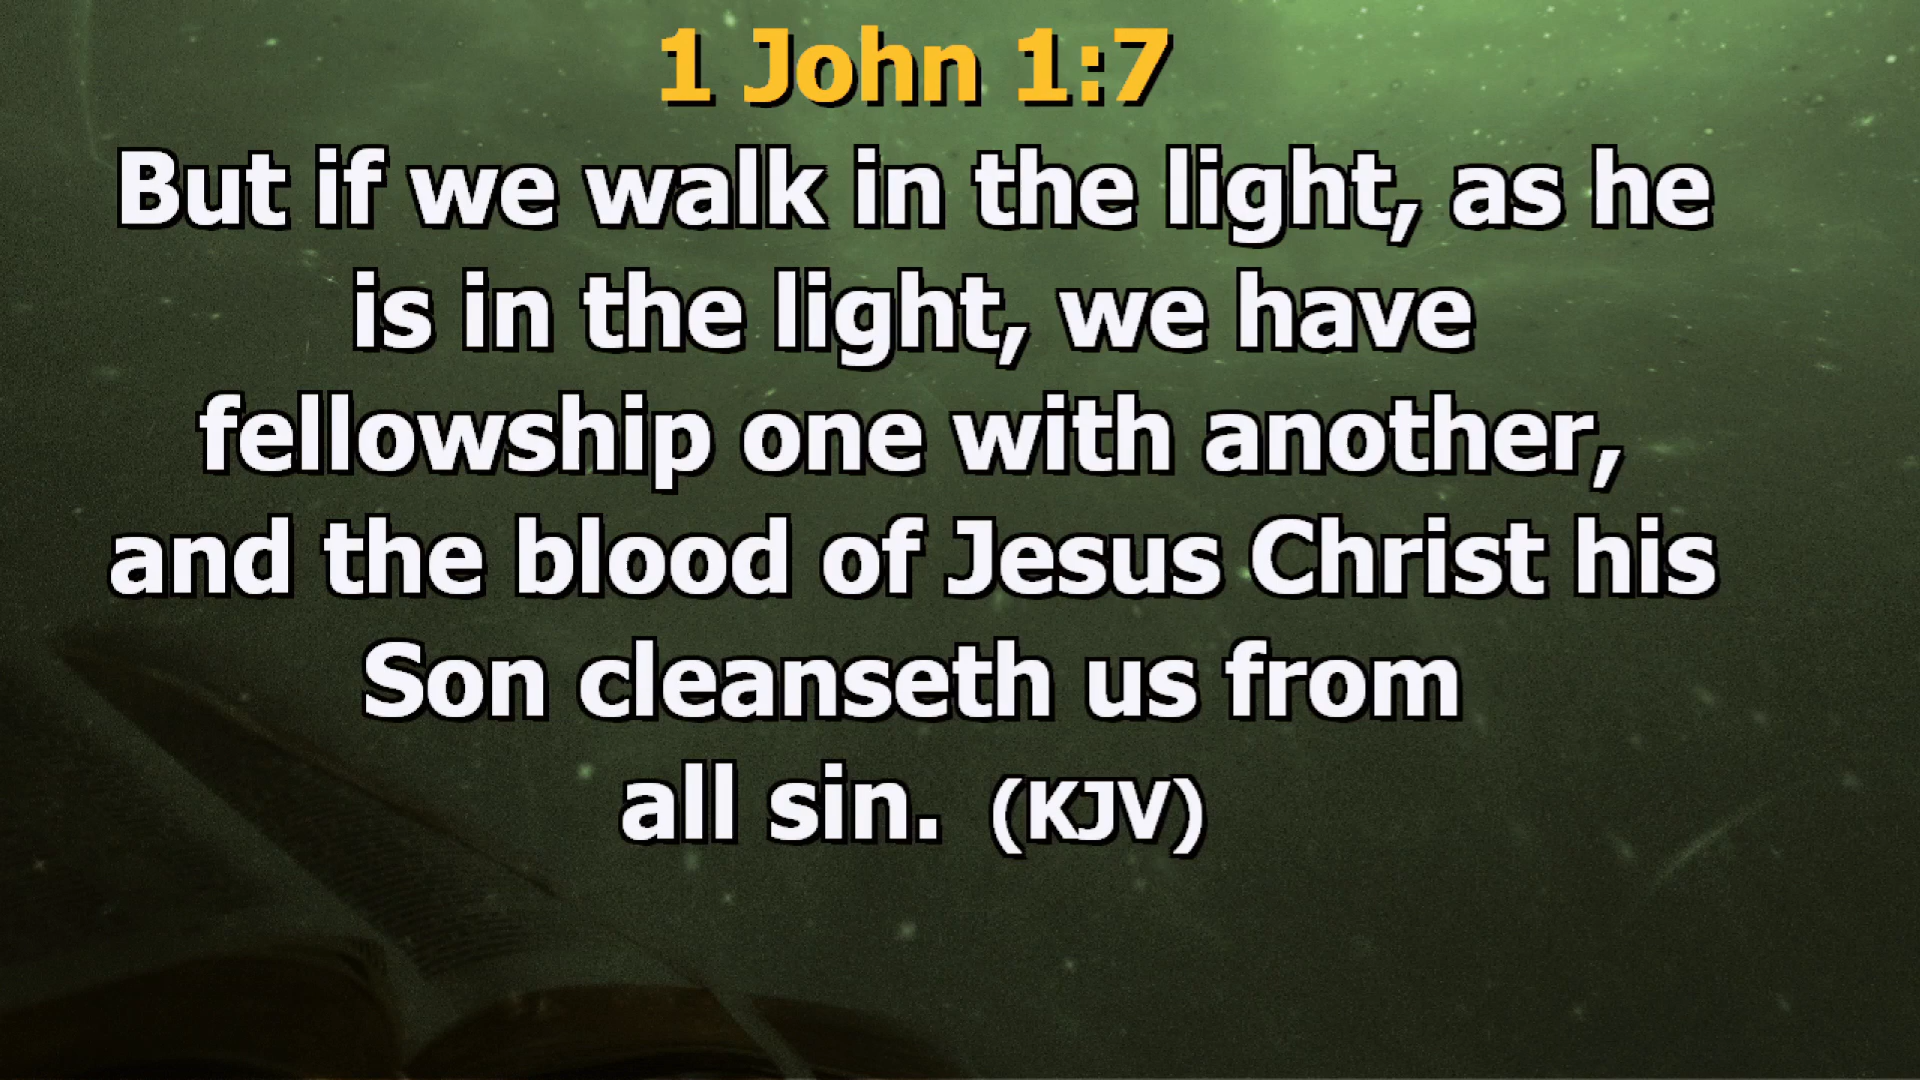 1 John 1:7
But if we walk in the light, as he
is in the light, we have
fellowship one with another,
and the blood of Jesus Christ his
Son cleanseth us from
all sin. (KJV)